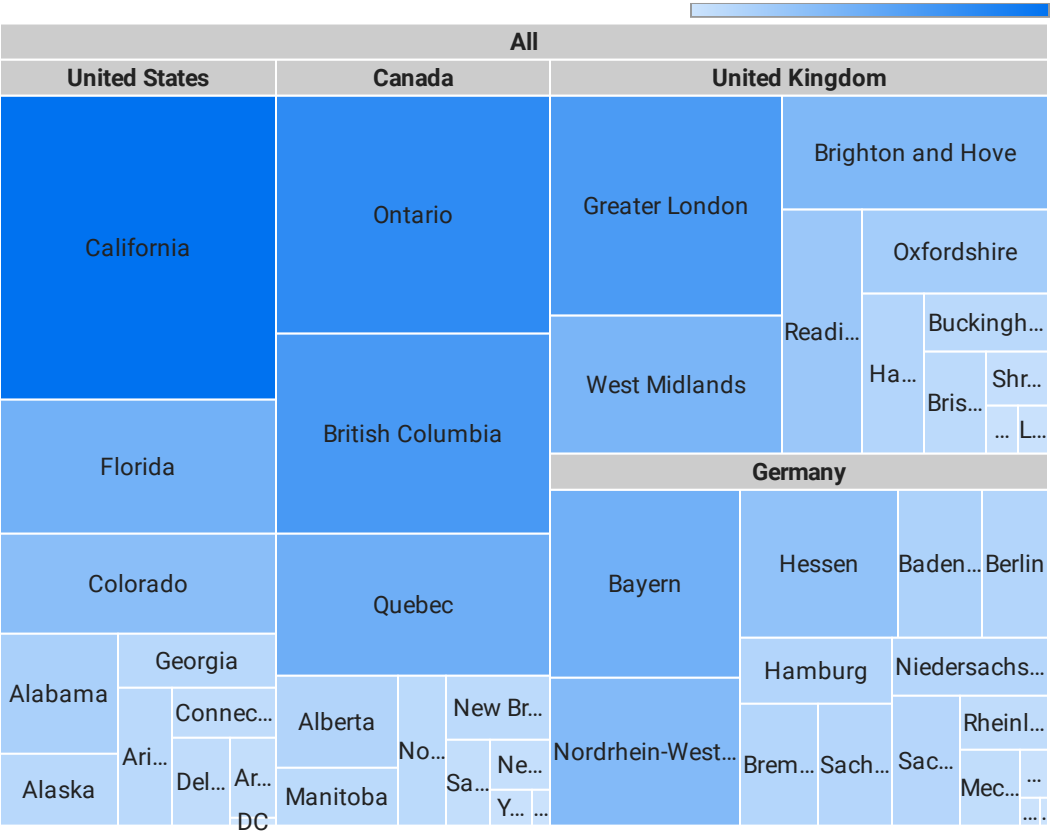 All
United States
Canada
United Kingdom
California
Ontario
Greater London
Brighton and Hove
Oxfordshire
Readi...
Buckingh...
Ha...
Bris...
Shr...
...
L...
West Midlands
Florida
British Columbia
Colorado
Quebec
Germany
Bayern
Hessen
Baden...
Berlin
Hamburg
Niedersachs...
Nordrhein-West...
Brem...
Sach...
Sac...
Rheinl...
Mec...
...
...
.
Alabama
Georgia
Connec...
Ari...
Del...
Ar...
DC
Alaska
Alberta
No...
New Br...
Manitoba
Sa...
Ne...
Y...
...